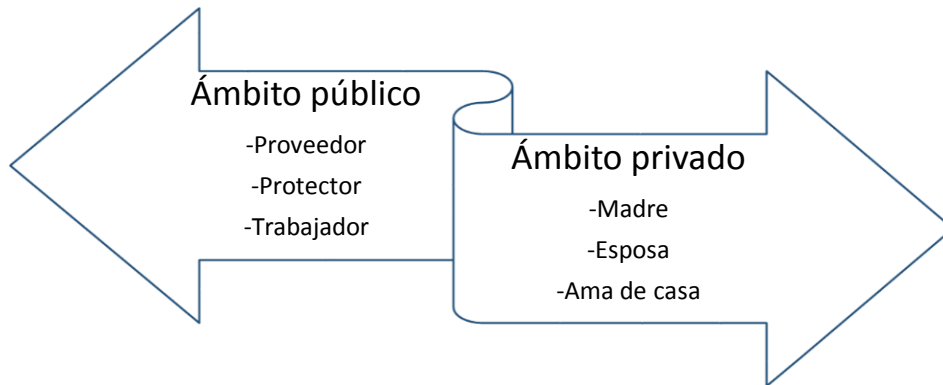 Ámbito público
-Proveedor
-Protector
-Trabajador
Ámbito privado
-Madre
-Esposa
-Ama de casa